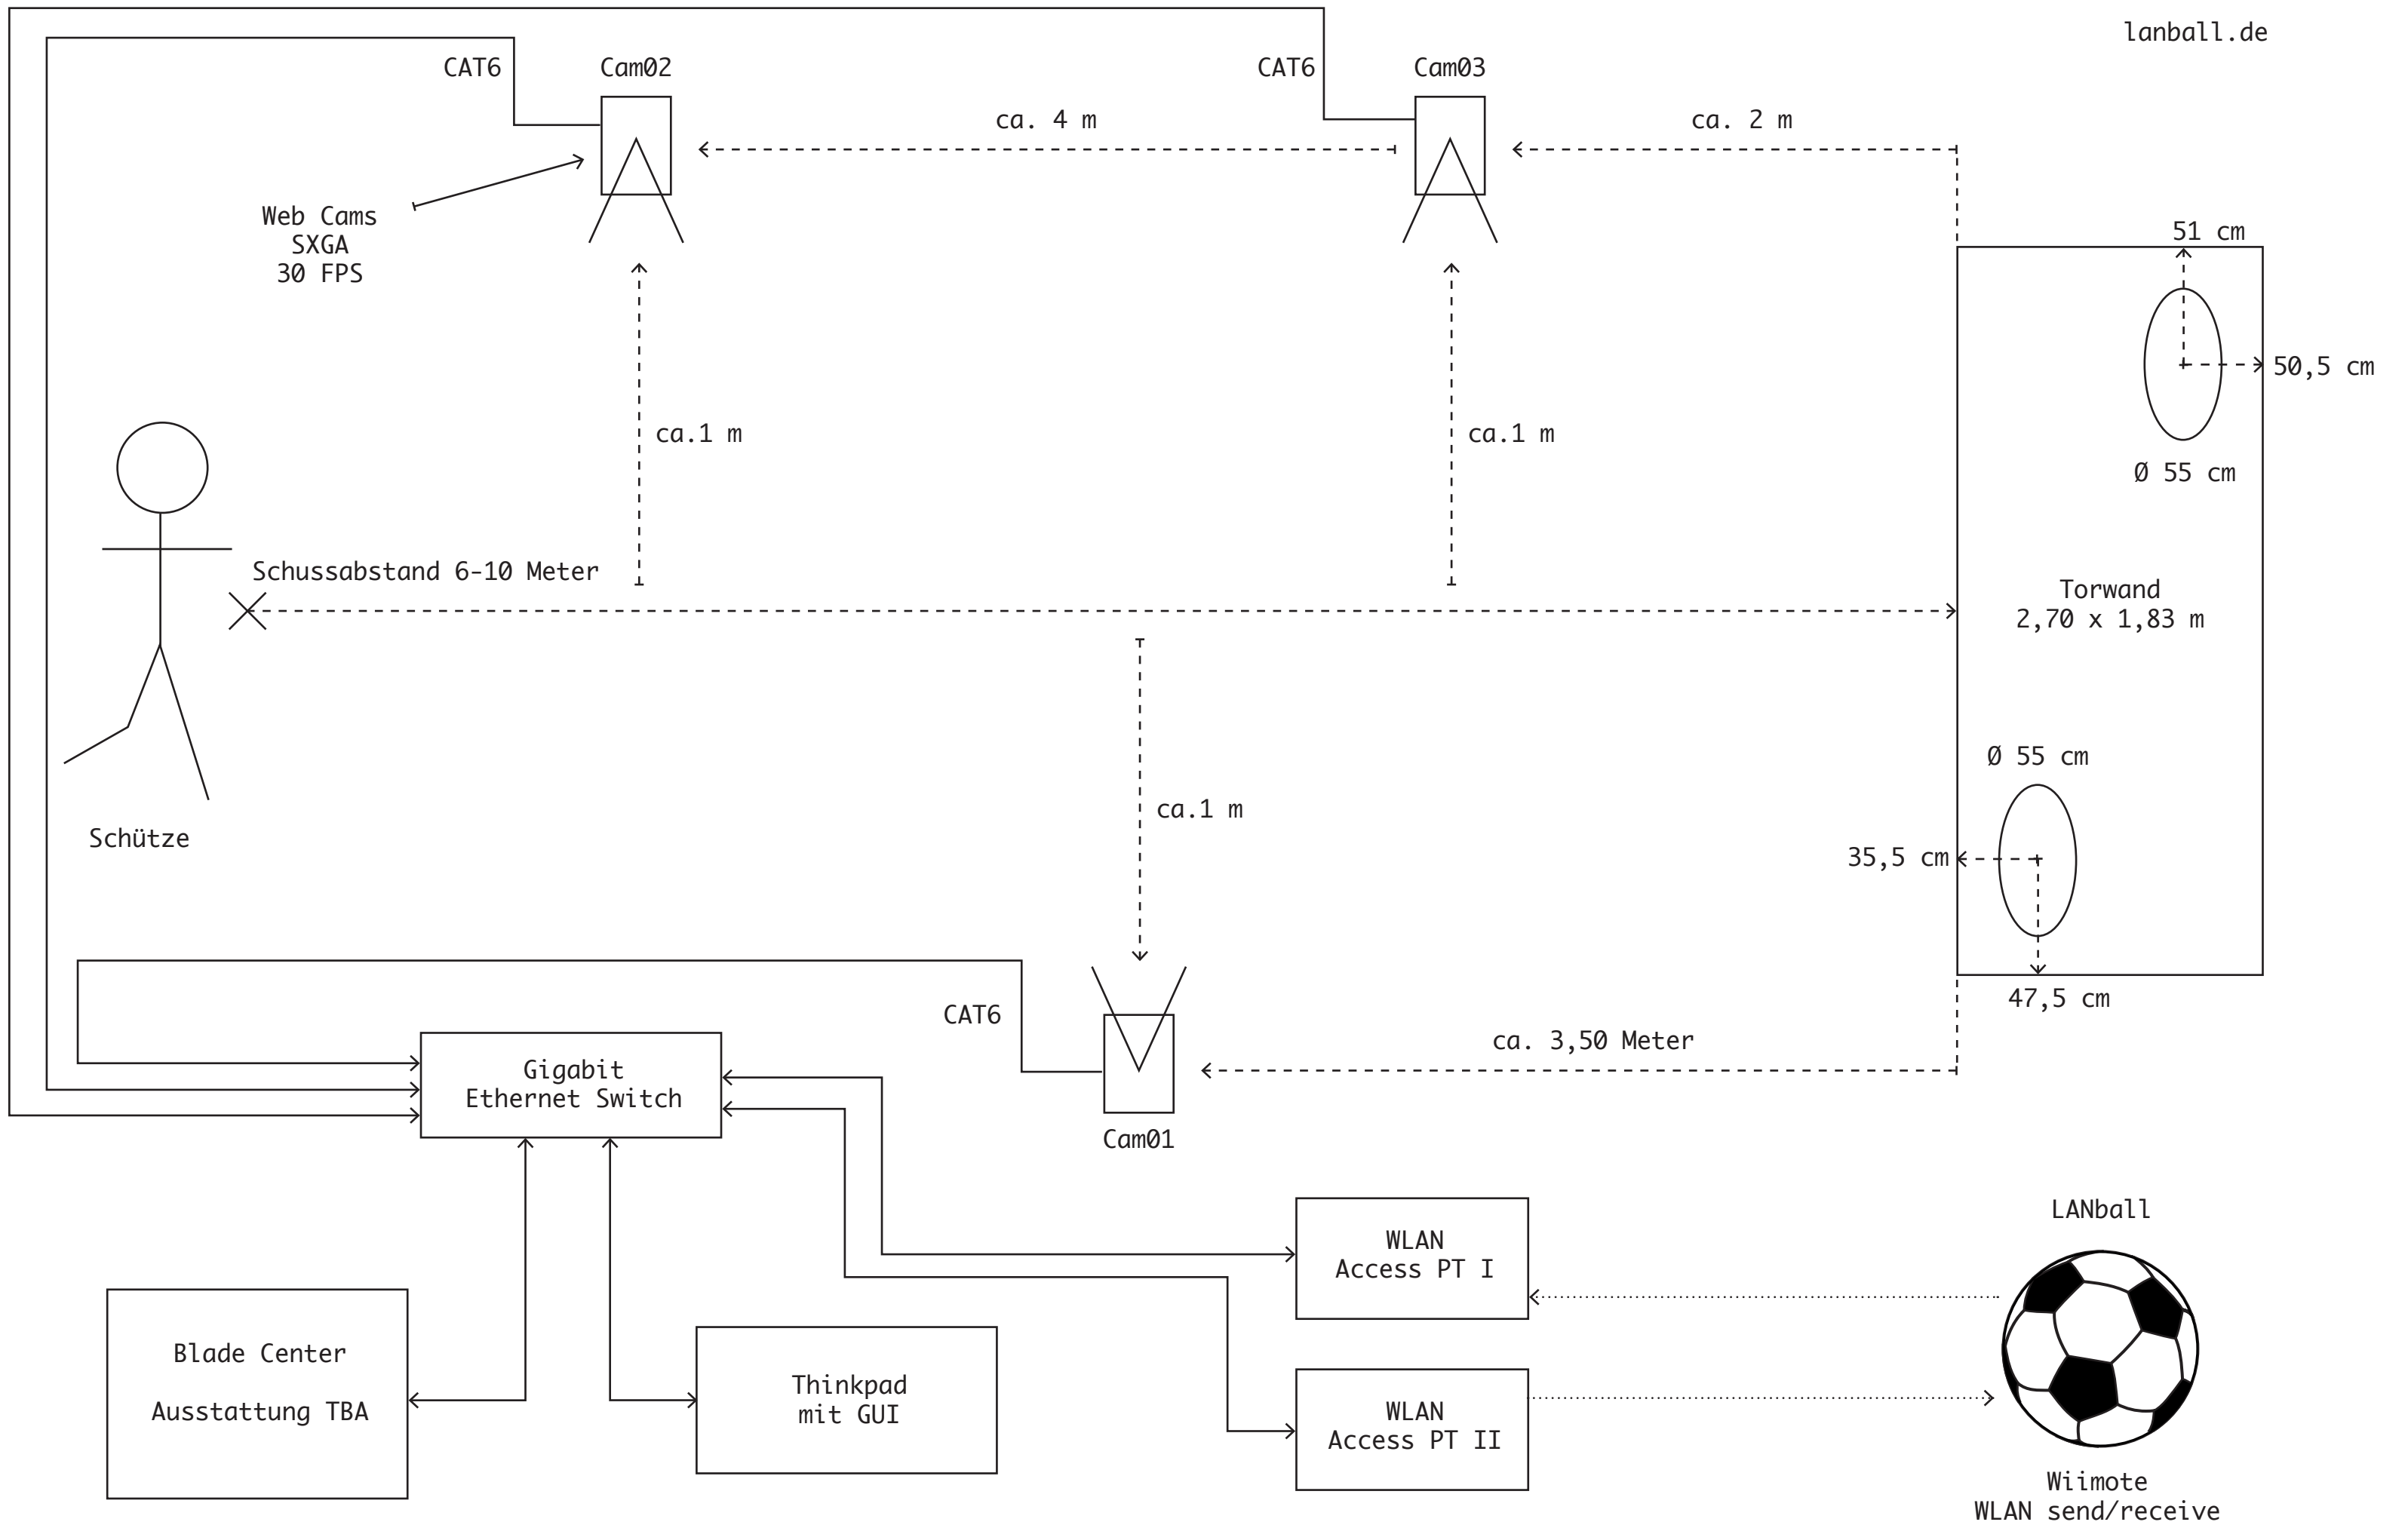 lanball.de
CAT6
Cam02
CAT6
Cam03
ca. 4 m
ca. 2 m
Web Cams
SXGA
30 FPS
51 cm
50,5 cm
Ø 55 cm
ca.1 m
ca.1 m
Schussabstand 6-10 Meter
Torwand
2,70 x 1,83 m
Ø 55 cm
35,5 cm
47,5 cm
Schütze
ca.1 m
CAT6
ca. 3,50 Meter
Cam01
Gigabit
Ethernet Switch
WLAN
Access PT I
LANball
Blade Center
Ausstattung TBA
Thinkpad
mit GUI
WLAN
Access PT II
Wiimote
WLAN send/receive